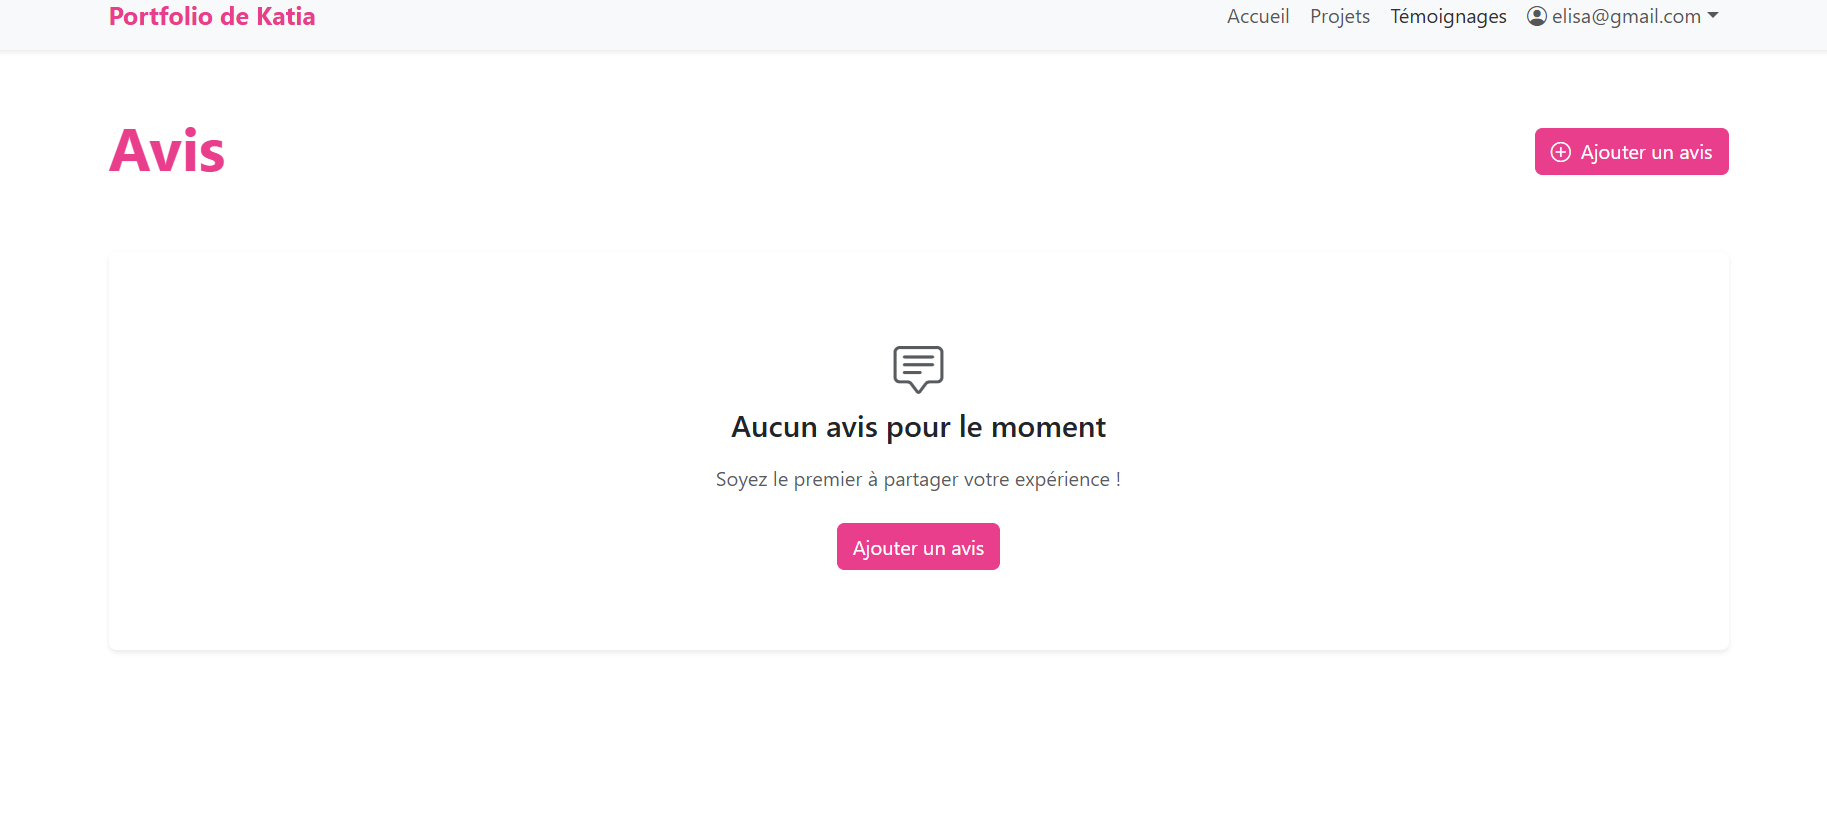 Portfolio de Katia
Accueil Projets Témoignages elisa@gmail.com
Avis
Ajouter un avis
Aucun avis pour le moment
Soyez le premier à partager votre expérience !
Ajouter un avis